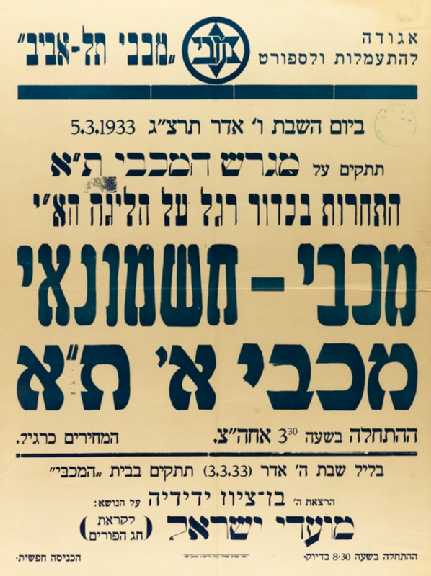 אגודה
להתעמלות ולספורט
"מכבי תל-אביב"
ביום השבת ו' אדר תרצ"ג 5.3.1933
תתקים על מגרש המכבי ת"א
התחרות בכדור רגל על הליגה הא"י
מכבי – חשמונאי
מכבי א' ת"א
ההתחלה בשעה 3³⁰ אחה"צ. המחירים כרגיל.
בליל שבת ה' אדר (3.3.33) תתקים בבית "המכבי"
הרצאת ה' בן-ציון ידידיה על הנושא:
מועדי ישראל (לקראת חג הפורים)
ההתחלה בשעה 8·30 בדיוק· הכניסה חפשית·